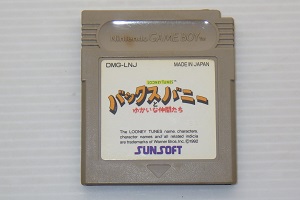 Nintendo GAME BOY
DMG-LNJ MADE IN JAPAN
LOONEY TUNES
バックスバニー
ゆかいな仲間たち
The LOONEY TUNES name, characters,
character names and all related indicia
are trademarks of Warner Bros. Inc. ©1992
SUNSOFT